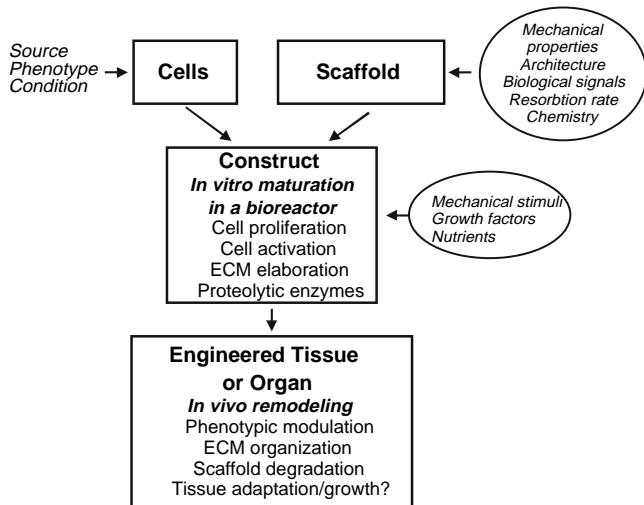 Source
Phenotype
Condition
Cells
Scaffold
Mechanical
properties
Architecture
Biological signals
Resorbtion rate
Chemistry
Construct
In vitro maturation
in a bioreactor
Cell proliferation
Cell activation
ECM elaboration
Proteolytic enzymes
Mechanical stimuli
Growth factors
Nutrients
Engineered Tissue
or Organ
In vivo remodeling
Phenotypic modulation
ECM organization
Scaffold degradation
Tissue adaptation/growth?